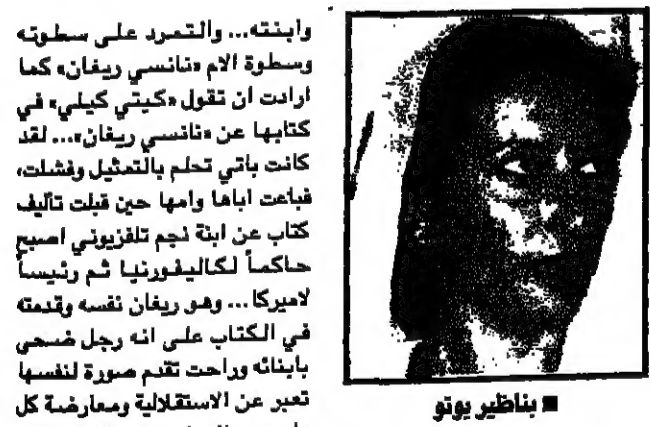 وابنته... والتمرد على سطوته
وسطوة الام «نانسي ريغان» كما
ارادت ان تقول «كيتي كيلي» في
كتابها عن «نانسي ريغان»... لقد
كانت باتي تحلم بالتمثيل وفشلت،
فباعت اباها وامها حين قبلت تأليف
كتاب عن ابنة نجم تلفزيوني اصبح
حاكماً لكاليفورنيا ثم رئيساً
لاميركا... وهو ريغان نفسه وقدمته
في الكتاب على انه رجل ضحى
بابنائه وراحت تقدم صورة لنفسها
تعبر عن الاستقلالية ومعارضة كل
■ بناظير بوتو